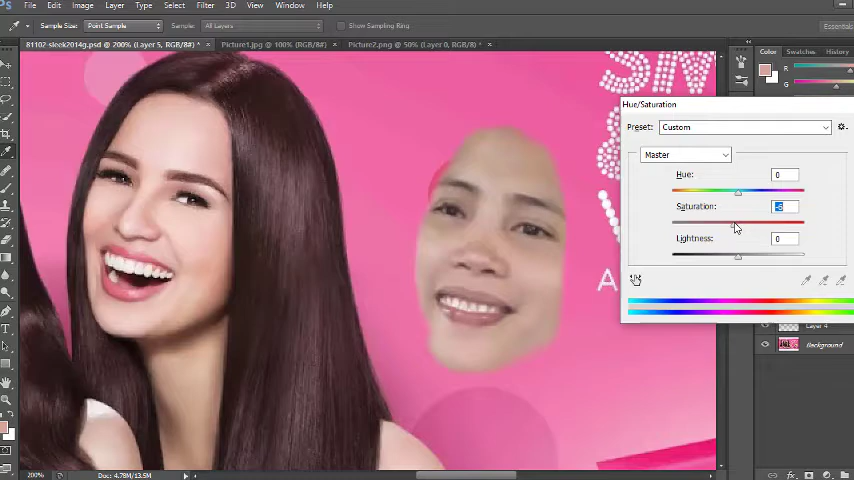 Ps File Edit Image Layer Type Select Filter 3D View Window Help
Sample Size: Point Sample Sample: All Layers Show Sampling Ring Essentials
81102 sleek2014g.psd @ 200% (Layer 5, RGB/8#) * × Picture1.jpg @ 100% (RGB/8#) × Picture2.png @ 50% (Layer 0, RGB/8) * ×
Color Swatches History
R
G
Hue/Saturation
Preset: Custom
Master
Hue: 0
Saturation: -6
Lightness: 0
A
Layer 4
Background
200% Doc: 4.78M/13.5M
fx